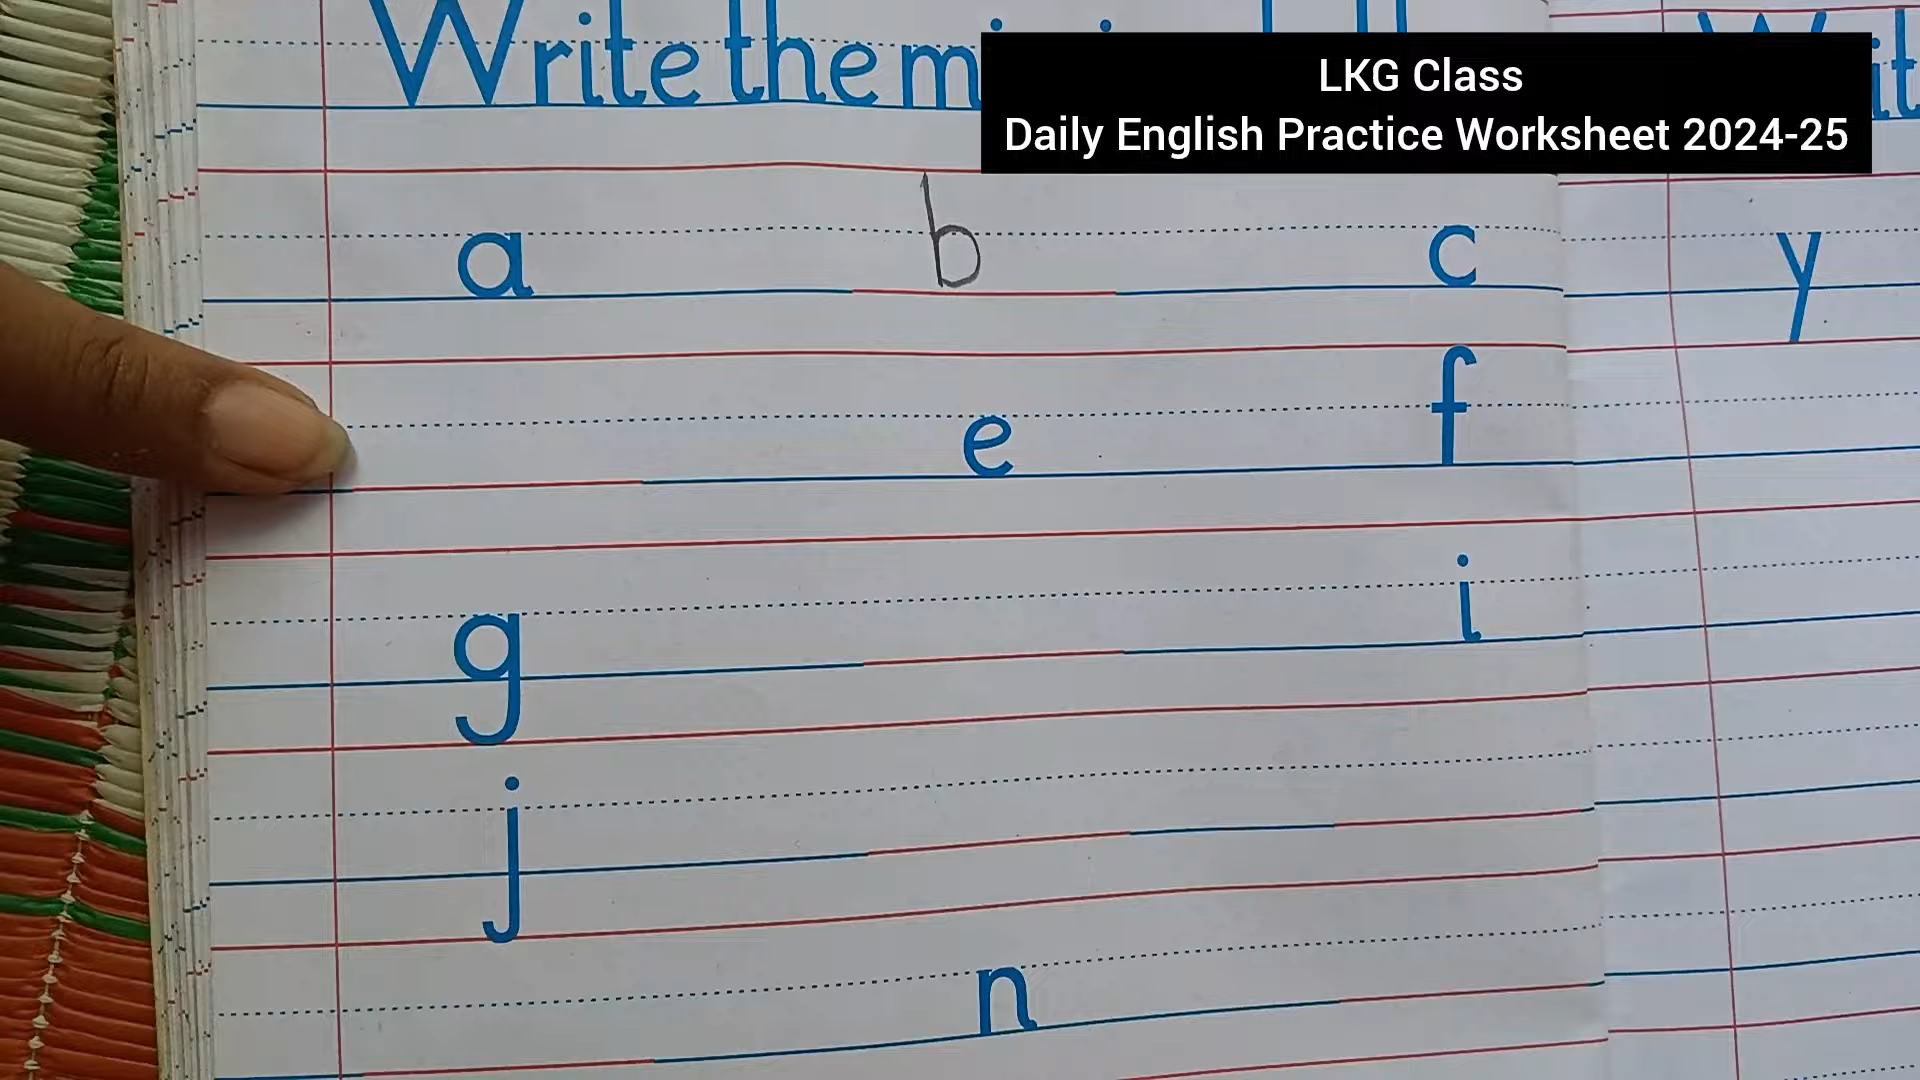 Write the
LKG Class
Daily English Practice Worksheet 2024-25
a b c y
e f
g i
j
n